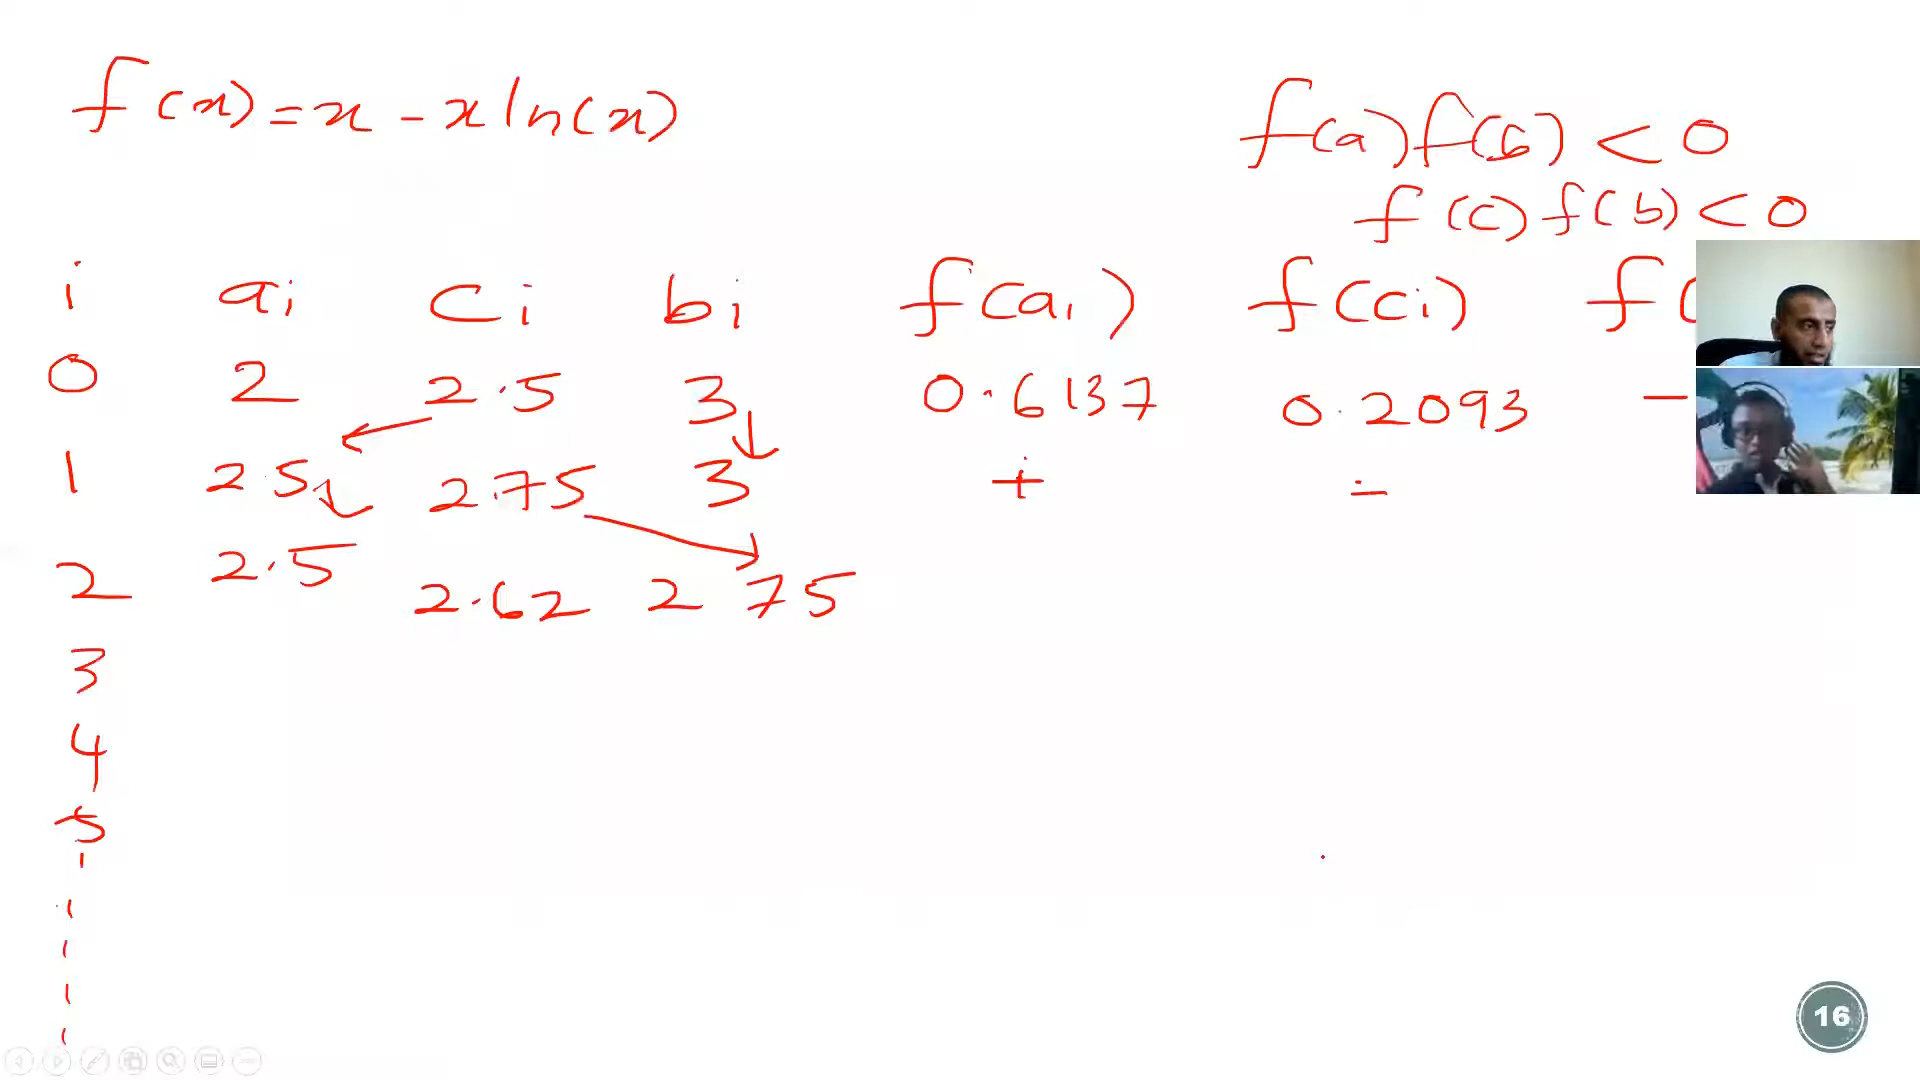 f(x) = x - x ln(x)
f(a) f(b) < 0
f(c) f(b) < 0
i ai ci bi f(ai) f(ci) f(
0 2 2.5 3 0.6137 0.2093 -
1 2.5 2.75 3 + -
2 2.5 2.62 2 75
3
4
5
16